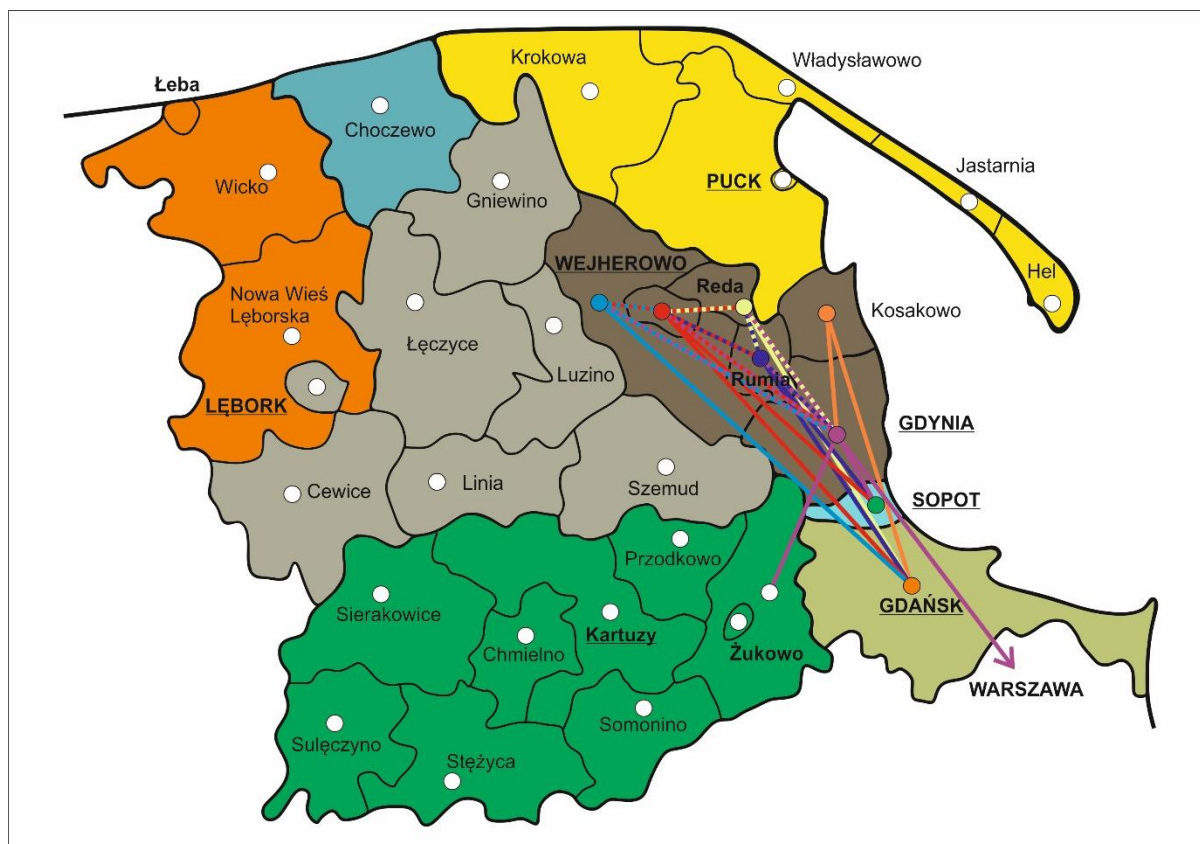 Krokowa
Władysławowo
Łeba
Choczewo
Jastarnia
Wicko
PUCK
Gniewino
WEJHEROWO
Hel
Reda
Nowa Wieś
Lęborska
Kosakowo
Łęczyce
Luzino
Rumia
LĘBORK
GDYNIA
Cewice
Linia
Szemud
SOPOT
Przodkowo
Sierakowice
GDAŃSK
Kartuzy
Chmielno
Żukowo
WARSZAWA
Somonino
Sulęczyno
Stężyca